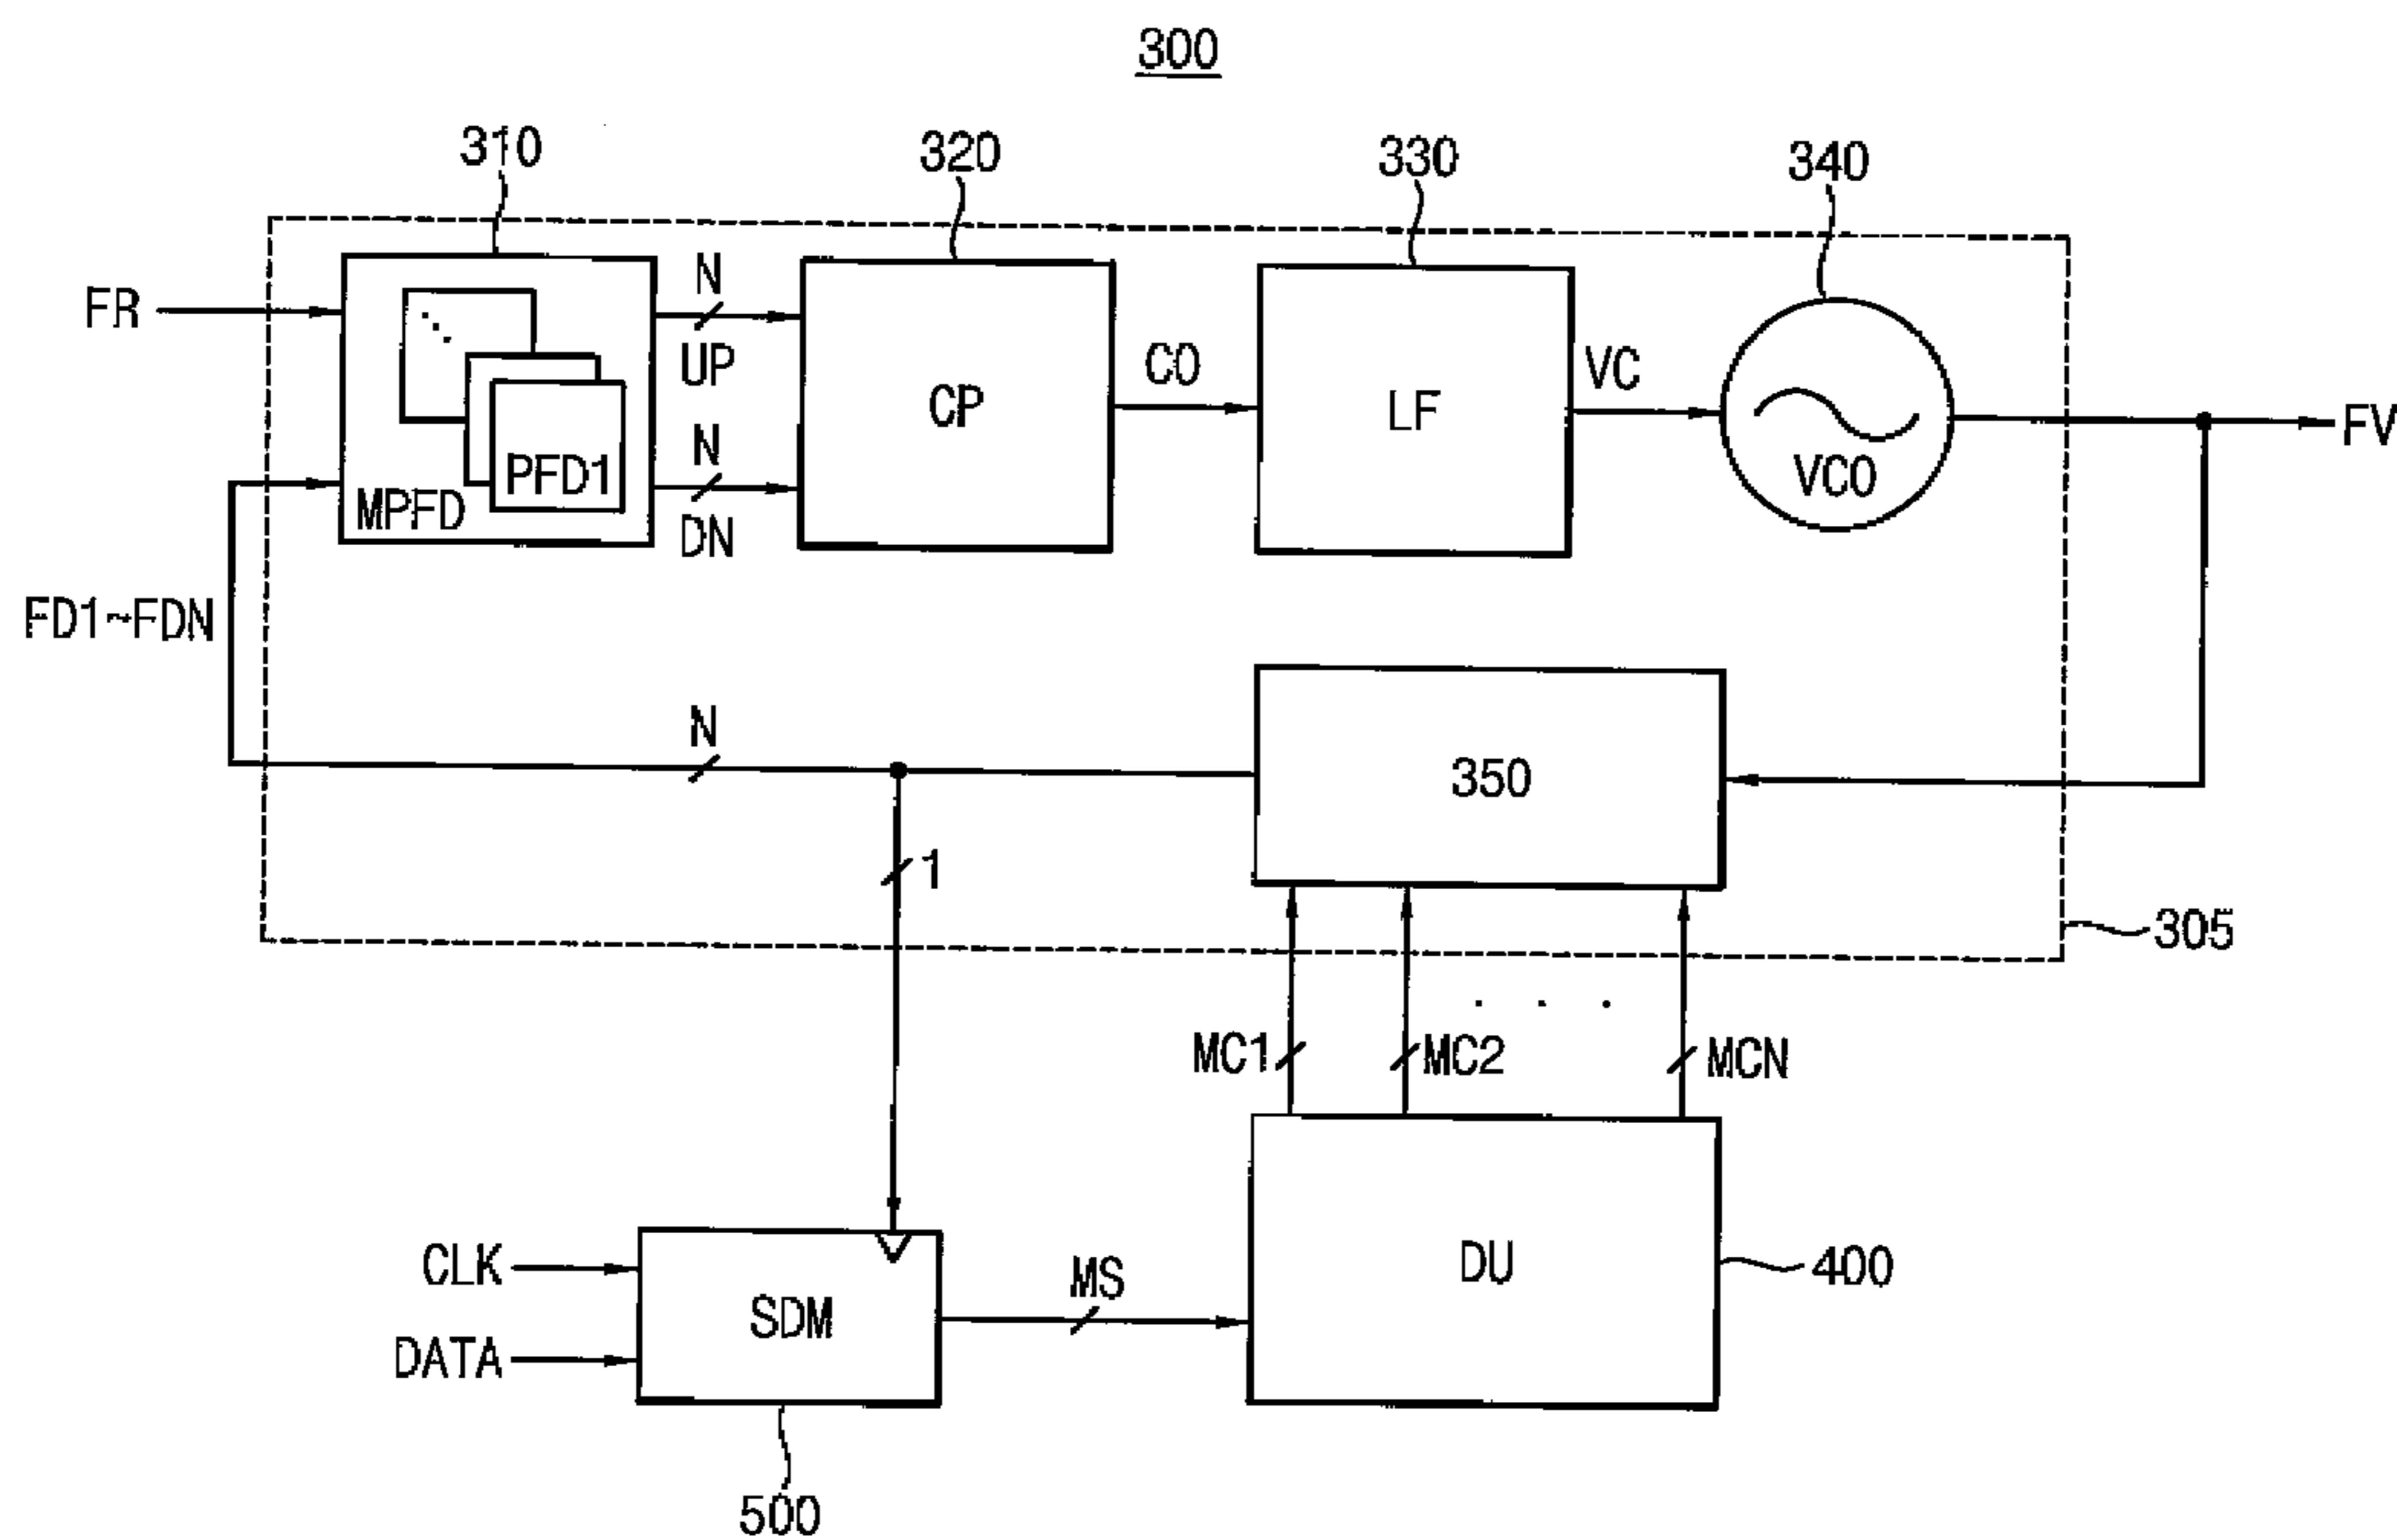 300
310
320
330
340
FR
N
UP
N
DN
MPFD
PFD1
CP
CO
LF
VC
VCO
FV
FD1~FDN
N
350
1
305
MC1
MC2
. . .
MCN
CLK
DATA
SDM
MS
DU
400
500